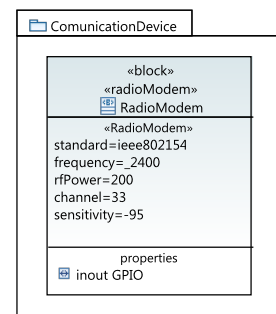 ComunicationDevice
«block»
«radioModem»
RadioModem
«RadioModem»
standard=ieee802154
frequency=_2400
rfPower=200
channel=33
sensitivity=-95
properties
inout GPIO